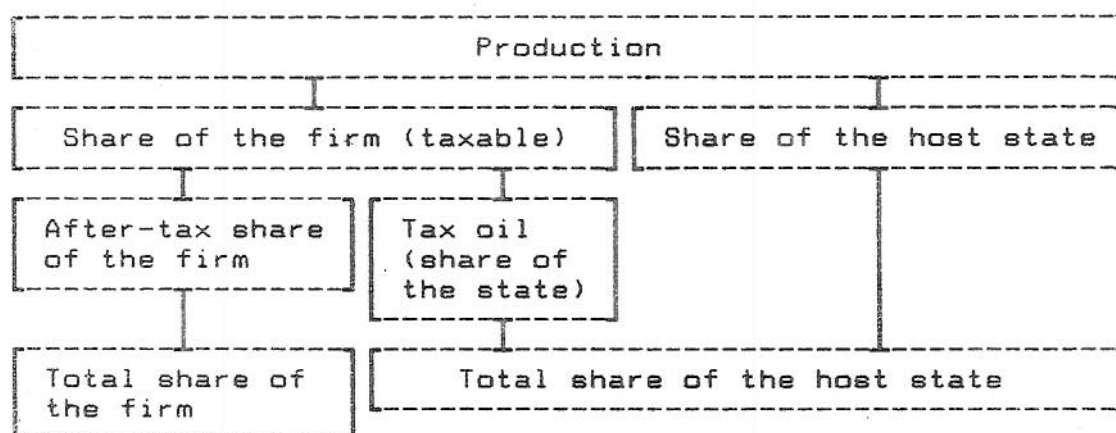 Production
Share of the firm (taxable)
Share of the host state
After-tax share
of the firm
Tax oil
(share of
the state)
Total share of
the firm
Total share of the host state